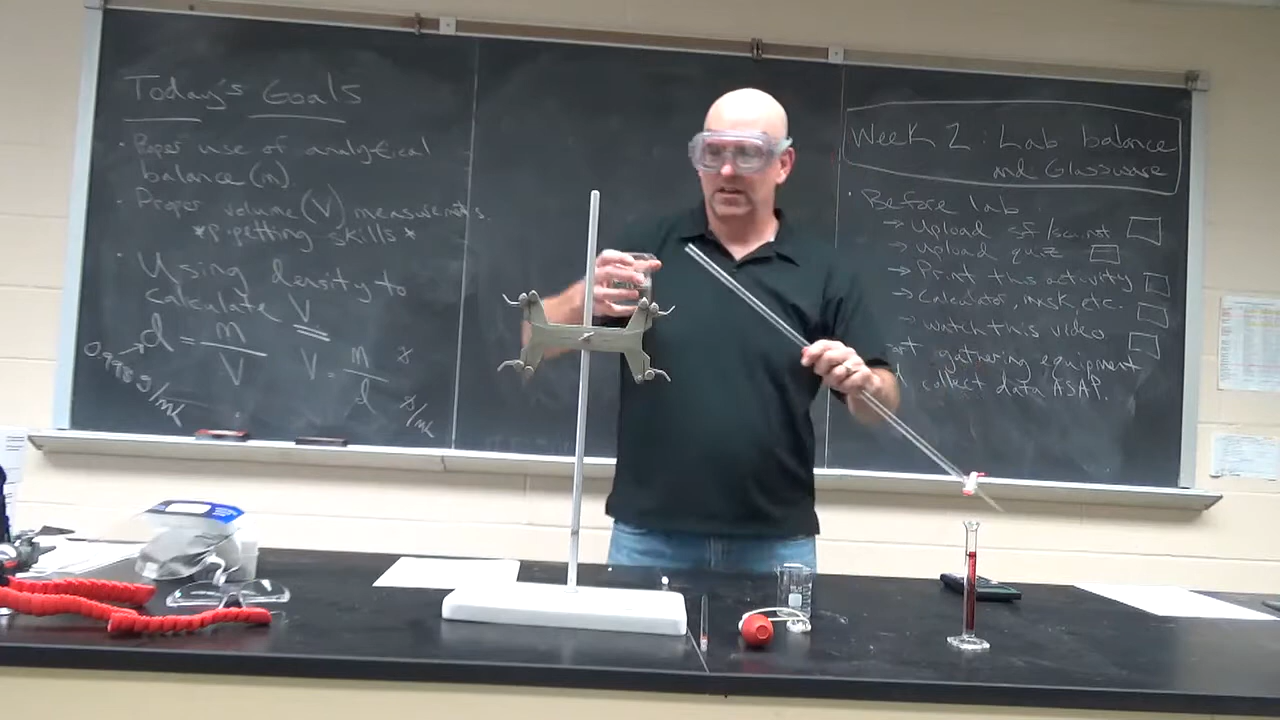 Today's Goals
• Proper use of analytical
balance (m).
• Proper volume (V) measurements.
*pipetting skills*
• Using density to
calculate V
d = m/V
V = m/d
0.998 g/mL
Week 2: Lab balance
and Glassware
• Before lab
→ Upload
→ upload quiz
→ Print this activity
→ Calculator, mask, etc.
→ watch this video
gathering equipment
collect data ASAP.